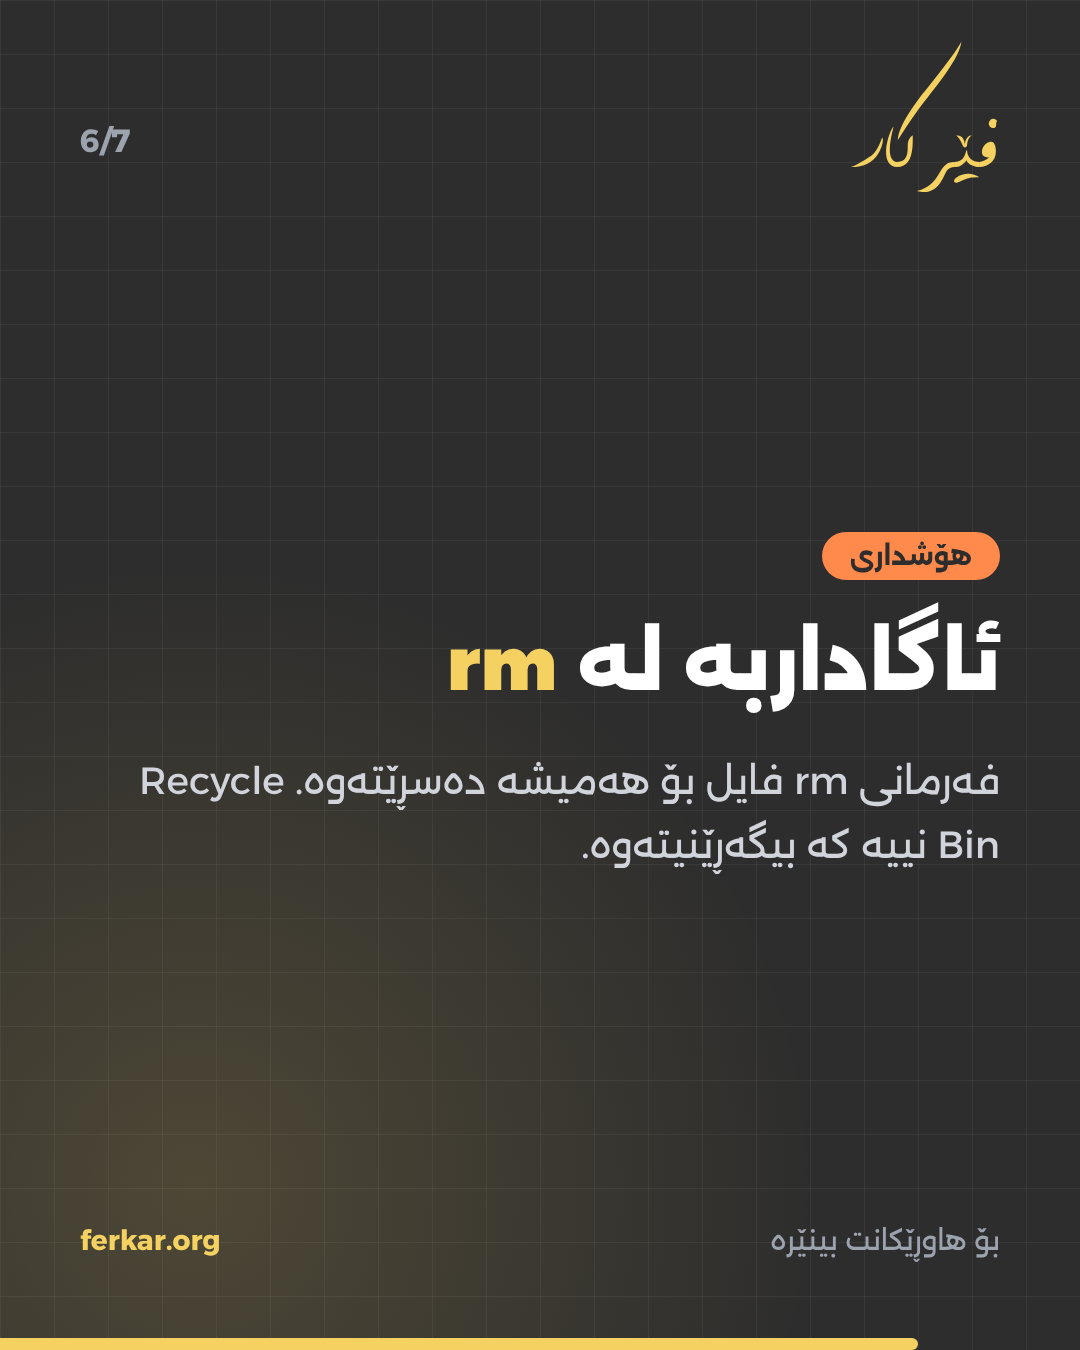 فێرکار
6/7
هۆشداری
ئاگاداربە لە rm
فەرمانی rm فایل بۆ هەمیشە دەسڕێتەوە. Recycle
Bin نییە کە بیگەڕێنیتەوە.
بۆ هاوڕێکانت بینێرە
ferkar.org